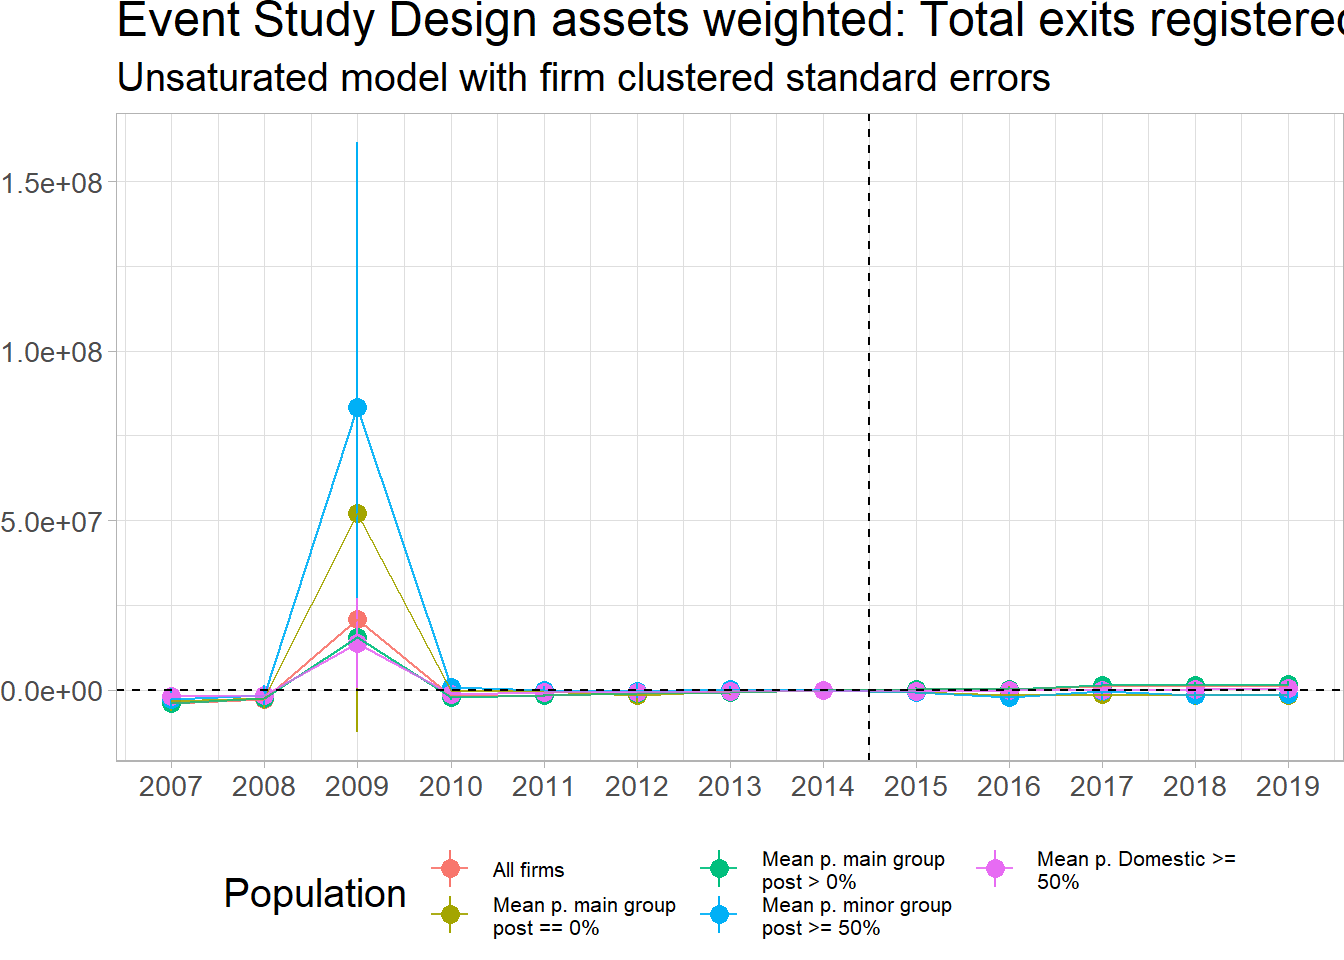 Event Study Design assets weighted: Total exits registered
Unsaturated model with firm clustered standard errors
1.5e+08
1.0e+08
5.0e+07
0.0e+00
2007 2008 2009 2010 2011 2012 2013 2014 2015 2016 2017 2018 2019
Population
All firms
Mean p. main group
post == 0%
Mean p. main group
post > 0%
Mean p. minor group
post >= 50%
Mean p. Domestic >=
50%